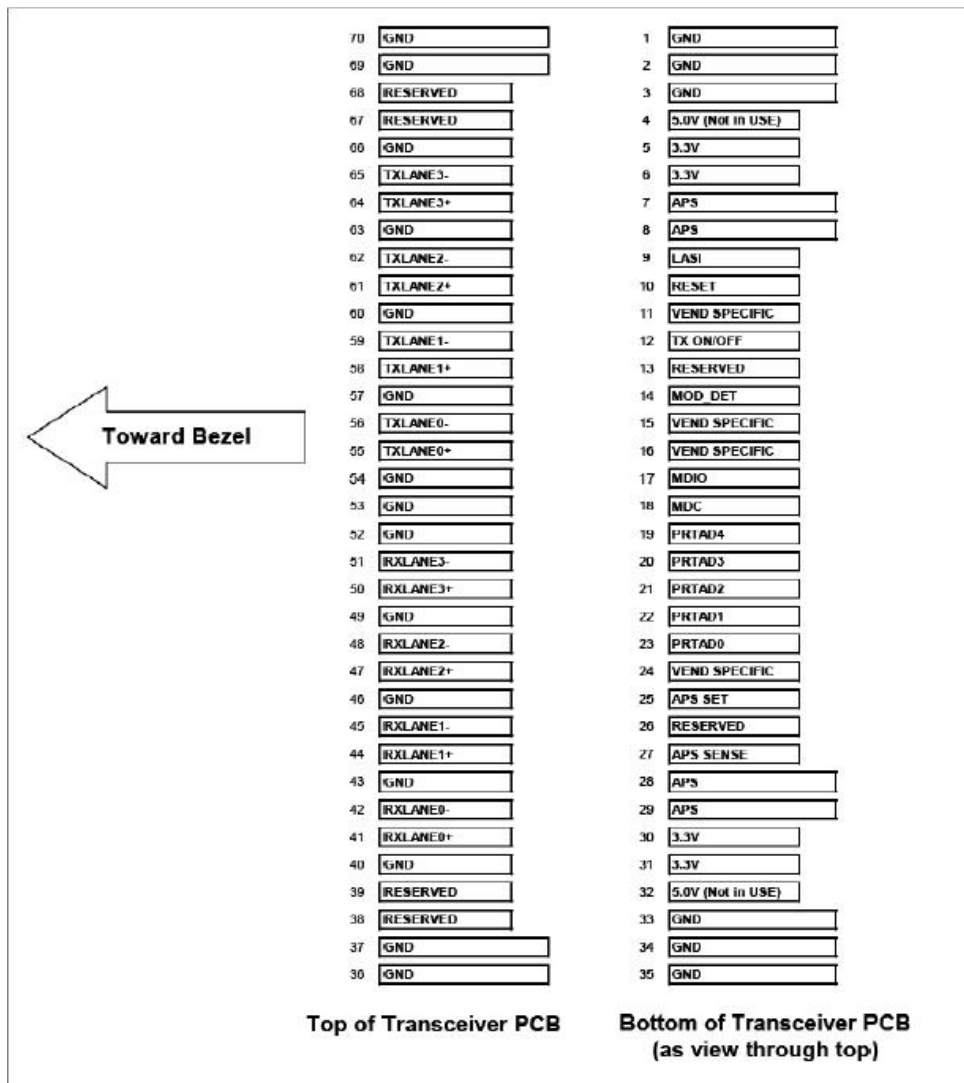 70 GND 1 GND
69 GND 2 GND
68 RESERVED 3 GND
67 RESERVED 4 5.0V (Not in USE)
66 GND 5 3.3V
65 TXLANE3- 6 3.3V
64 TXLANE3+ 7 APS
63 GND 8 APS
62 TXLANE2- 9 LASI
61 TXLANE2+ 10 RESET
60 GND 11 VEND SPECIFIC
59 TXLANE1- 12 TX ON/OFF
58 TXLANE1+ 13 RESERVED
57 GND 14 MOD_DET
56 TXLANE0- 15 VEND SPECIFIC
Toward Bezel
55 TXLANE0+ 16 VEND SPECIFIC
54 GND 17 MDIO
53 GND 18 MDC
52 GND 19 PRTAD4
51 RXLANE3- 20 PRTAD3
50 RXLANE3+ 21 PRTAD2
49 GND 22 PRTAD1
48 RXLANE2- 23 PRTAD0
47 RXLANE2+ 24 VEND SPECIFIC
46 GND 25 APS SET
45 RXLANE1- 26 RESERVED
44 RXLANE1+ 27 APS SENSE
43 GND 28 APS
42 RXLANE0- 29 APS
41 RXLANE0+ 30 3.3V
40 GND 31 3.3V
39 RESERVED 32 5.0V (Not in USE)
38 RESERVED 33 GND
37 GND 34 GND
36 GND 35 GND
Top of Transceiver PCB
Bottom of Transceiver PCB
(as view through top)